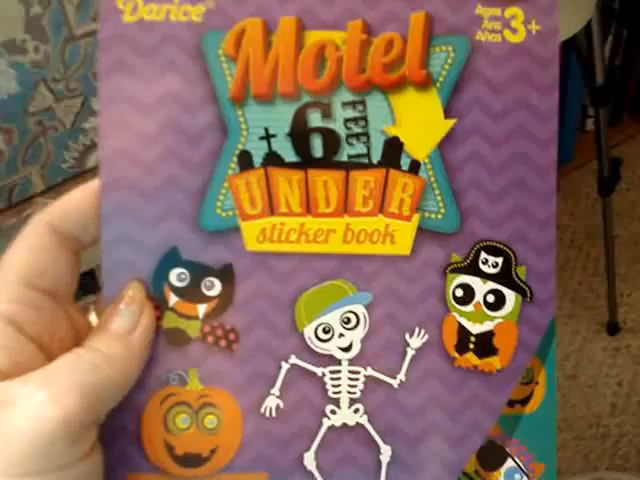 Darice®
Ages
Ans
Años
3+
Motel
6 FEET
UNDER
sticker book